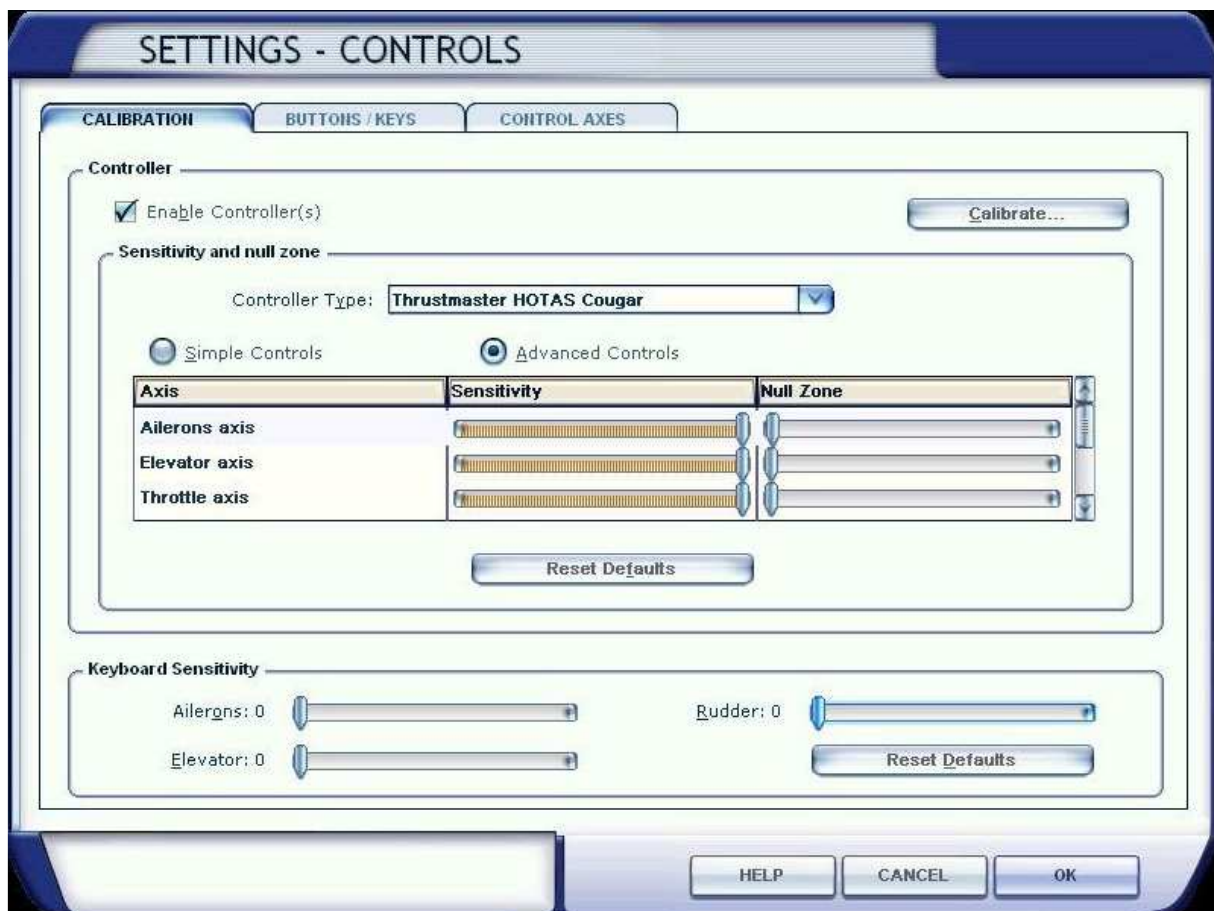 SETTINGS - CONTROLS
CALIBRATION BUTTONS / KEYS CONTROL AXES
Controller
Enable Controller(s) Calibrate...
Sensitivity and null zone
Controller Type: Thrustmaster HOTAS Cougar
Simple Controls Advanced Controls
Axis Sensitivity Null Zone
Ailerons axis
Elevator axis
Throttle axis
Reset Defaults
Keyboard Sensitivity
Ailerons: 0 Rudder: 0
Elevator: 0 Reset Defaults
HELP CANCEL OK